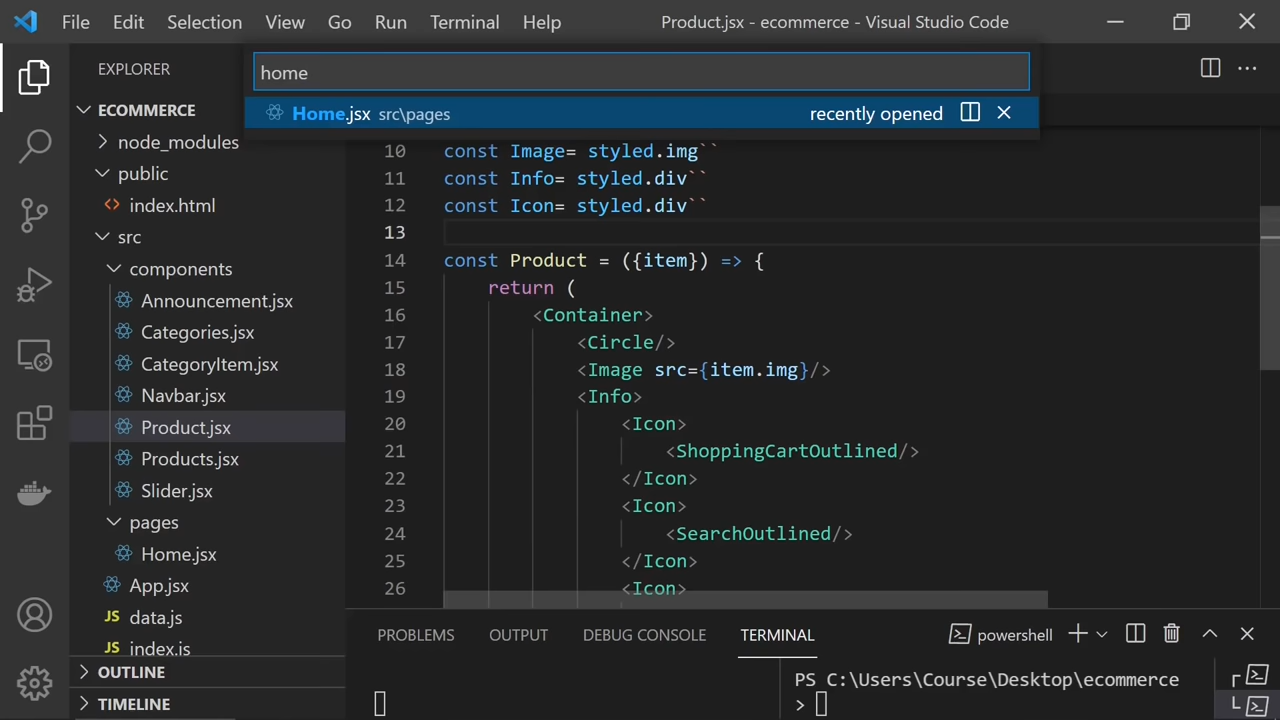 File Edit Selection View Go Run Terminal Help Product.jsx - ecommerce - Visual Studio Code
home
Home.jsx src\pages recently opened
EXPLORER
ECOMMERCE
node_modules
public
index.html
src
components
Announcement.jsx
Categories.jsx
CategoryItem.jsx
Navbar.jsx
Product.jsx
Products.jsx
Slider.jsx
pages
Home.jsx
App.jsx
JS data.js
JS index.js
OUTLINE
TIMELINE
10 const Image= styled.img``
11 const Info= styled.div``
12 const Icon= styled.div``
13
14 const Product = ({item}) => {
15 return (
16 <Container>
17 <Circle/>
18 <Image src={item.img}/>
19 <Info>
20 <Icon>
21 <ShoppingCartOutlined/>
22 </Icon>
23 <Icon>
24 <SearchOutlined/>
25 </Icon>
26 <Icon>
PROBLEMS OUTPUT DEBUG CONSOLE TERMINAL powershell
PS C:\Users\Course\Desktop\ecommerce
>